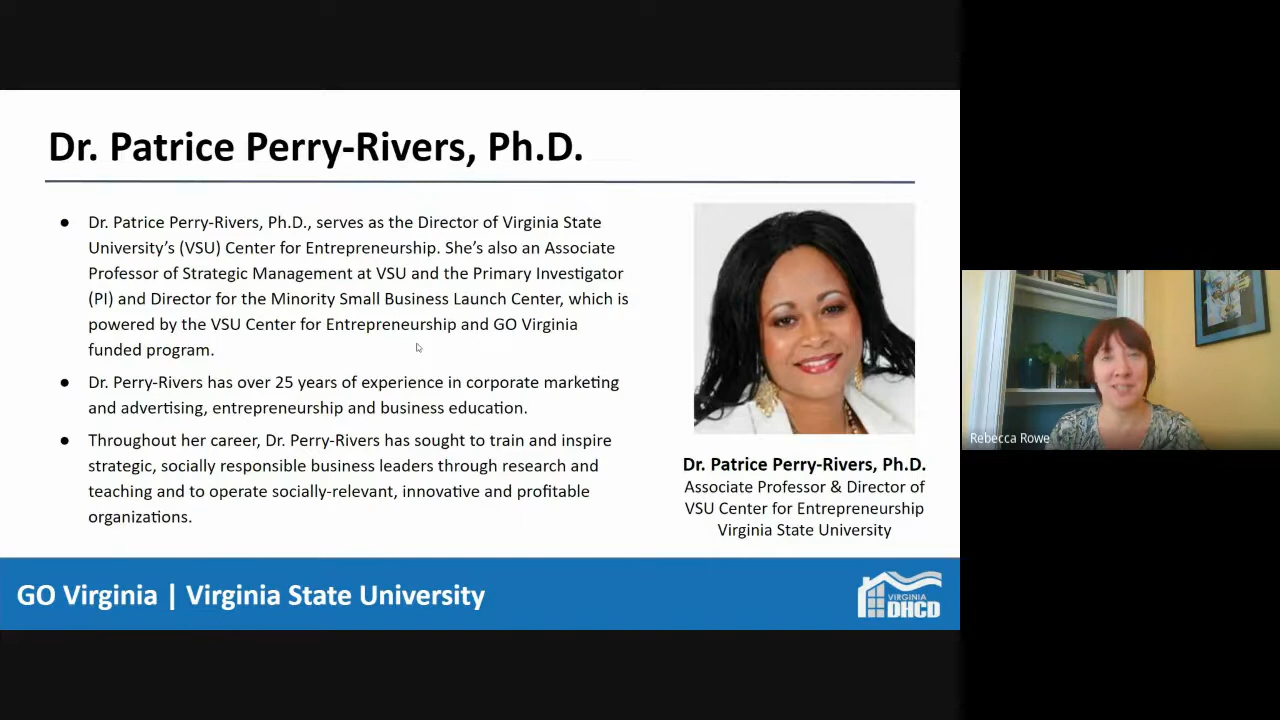 Dr. Patrice Perry-Rivers, Ph.D.
● Dr. Patrice Perry-Rivers, Ph.D., serves as the Director of Virginia State
University’s (VSU) Center for Entrepreneurship. She’s also an Associate
Professor of Strategic Management at VSU and the Primary Investigator
(PI) and Director for the Minority Small Business Launch Center, which is
powered by the VSU Center for Entrepreneurship and GO Virginia
funded program.
● Dr. Perry-Rivers has over 25 years of experience in corporate marketing
and advertising, entrepreneurship and business education.
● Throughout her career, Dr. Perry-Rivers has sought to train and inspire
strategic, socially responsible business leaders through research and
teaching and to operate socially-relevant, innovative and profitable
organizations.
Dr. Patrice Perry-Rivers, Ph.D.
Associate Professor & Director of
VSU Center for Entrepreneurship
Virginia State University
GO Virginia | Virginia State University
VIRGINIA
DHCD
Rebecca Rowe